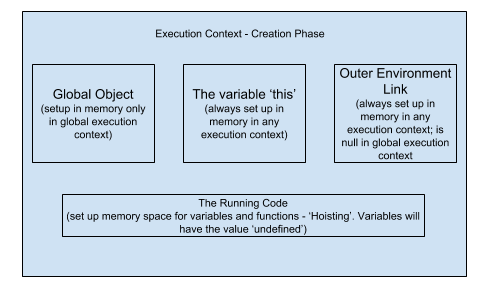 Execution Context - Creation Phase
Global Object
(setup in memory only
in global execution
context)
The variable ‘this’
(always set up in
memory in any
execution context)
Outer Environment
Link
(always set up in
memory in any
execution context; is
null in global execution
context
The Running Code
(set up memory space for variables and functions - ‘Hoisting’. Variables will
have the value ‘undefined’)